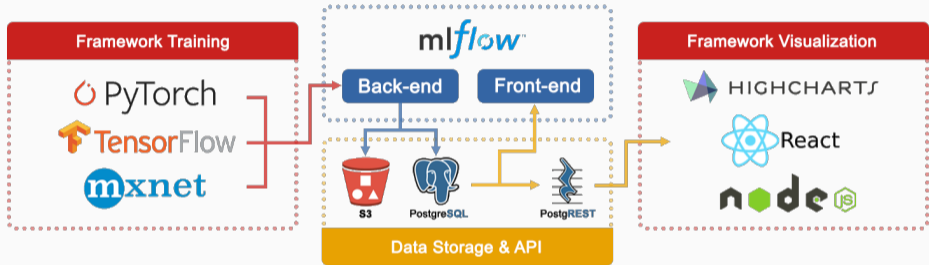 Framework Training
PyTorch
TensorFlow
mxnet
mlflow™
Back-end
Front-end
S3
PostgreSQL
PostgREST
Data Storage & API
Framework Visualization
HIGHCHARTS
React
node
JS